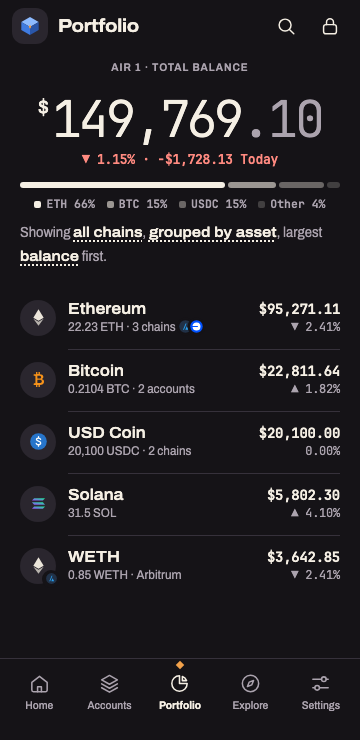 Portfolio
AIR 1 · TOTAL BALANCE
$149,769.10
▼ 1.15% · -$1,728.13 Today
ETH 66% BTC 15% USDC 15% Other 4%
Showing all chains, grouped by asset, largest
balance first.
Ethereum $95,271.11
22.23 ETH · 3 chains ▼ 2.41%
Bitcoin $22,811.64
0.2104 BTC · 2 accounts ▲ 1.82%
USD Coin $20,100.00
20,100 USDC · 2 chains 0.00%
Solana $5,802.30
31.5 SOL ▲ 4.10%
WETH $3,642.85
0.85 WETH · Arbitrum ▼ 2.41%
Home Accounts Portfolio Explore Settings